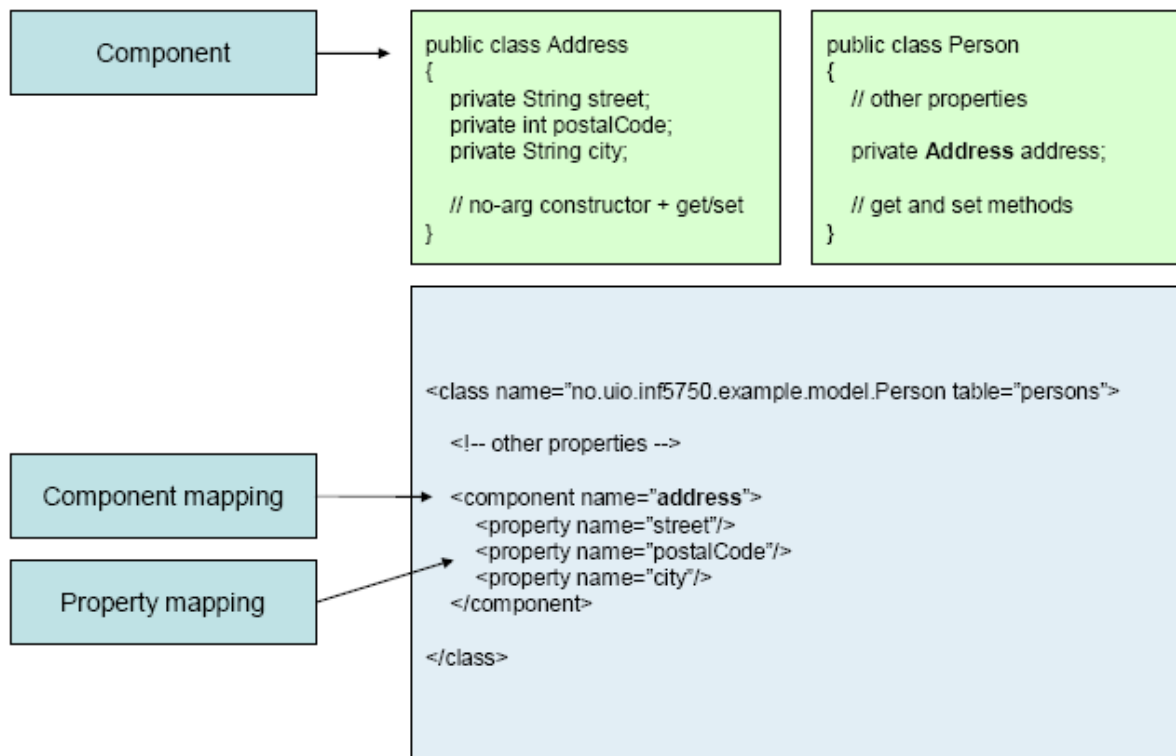 Component
public class Address
{
private String street;
private int postalCode;
private String city;
// no-arg constructor + get/set
}
public class Person
{
// other properties
private Address address;
// get and set methods
}
Component mapping
Property mapping
<class name=”no.uio.inf5750.example.model.Person table=”persons”>
<!-- other properties -->
<component name=”address”>
<property name=”street”/>
<property name=”postalCode”/>
<property name=”city”/>
</component>
</class>